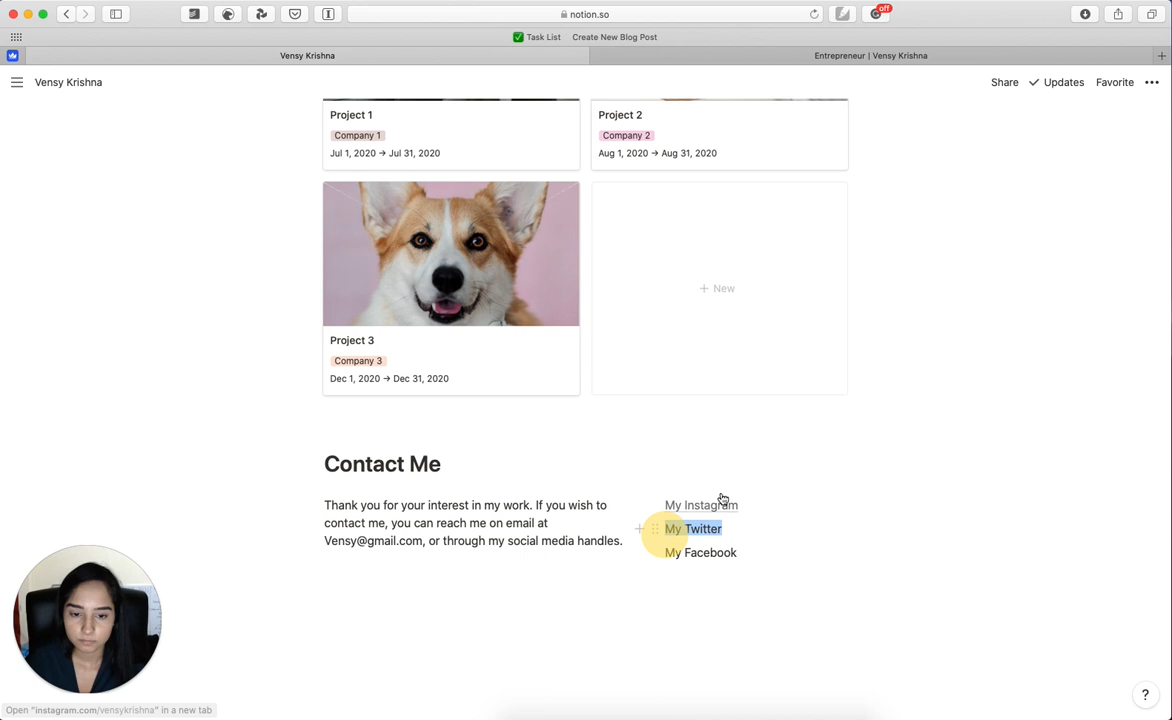 off
notion.so
Task List
Create New Blog Post
Vensy Krishna
Entrepreneur | Vensy Krishna
Vensy Krishna
Share
Updates
Favorite
Project 1
Company 1
Jul 1, 2020 → Jul 31, 2020
Project 2
Company 2
Aug 1, 2020 → Aug 31, 2020
+ New
Project 3
Company 3
Dec 1, 2020 → Dec 31, 2020
Contact Me
Thank you for your interest in my work. If you wish to
contact me, you can reach me on email at
Vensy@gmail.com, or through my social media handles.
My Instagram
My Twitter
My Facebook
Open "instagram.com/vensykrishna" in a new tab
?